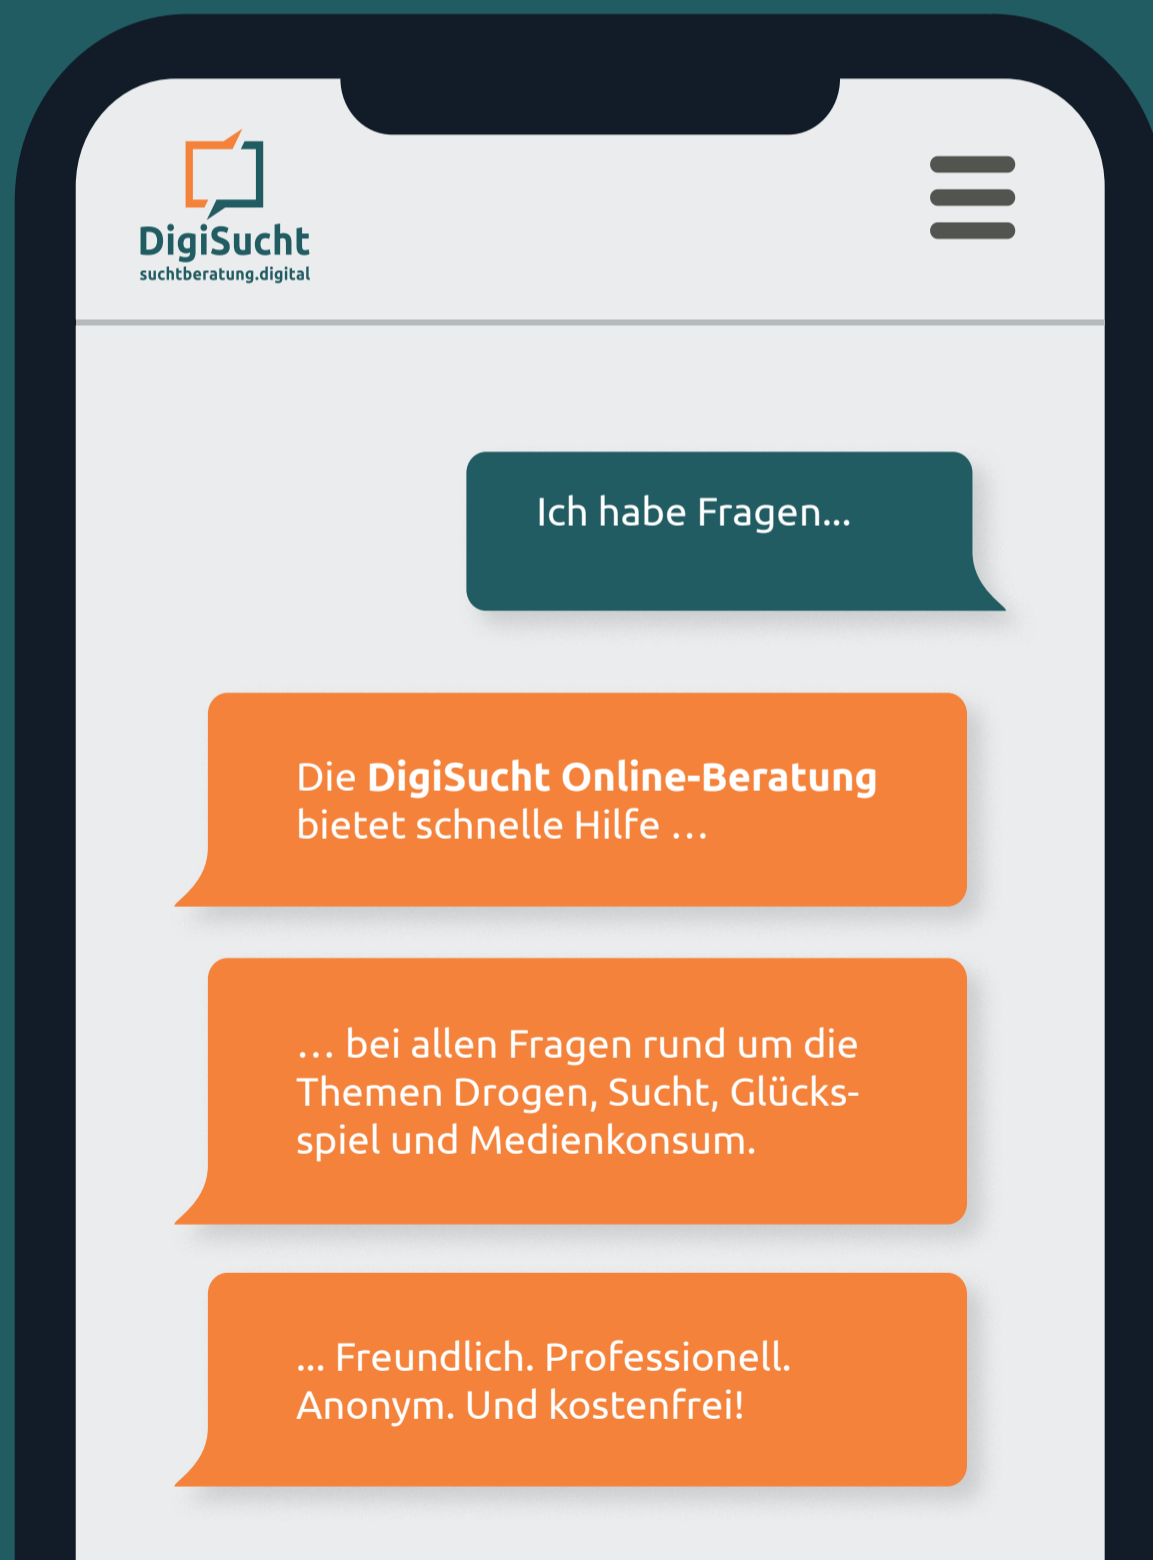 DigiSucht
suchtberatung.digital
Ich habe Fragen...
Die DigiSucht Online-Beratung
bietet schnelle Hilfe …
… bei allen Fragen rund um die
Themen Drogen, Sucht, Glücks-
spiel und Medienkonsum.
... Freundlich. Professionell.
Anonym. Und kostenfrei!